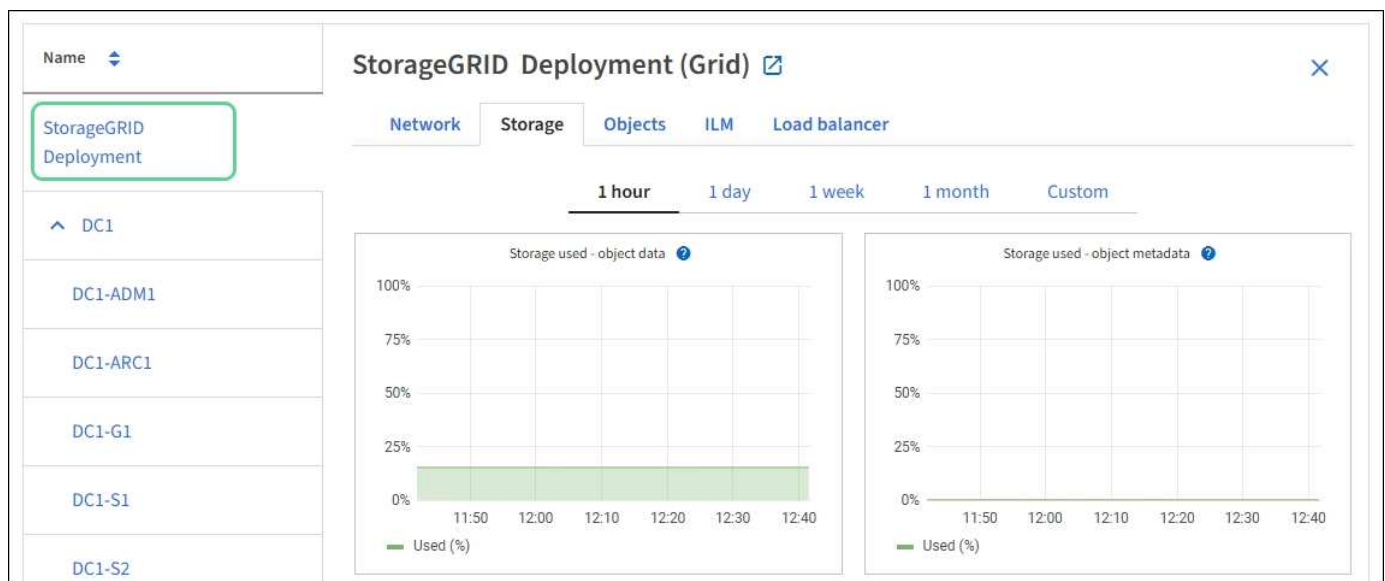 Name
StorageGRID
Deployment
DC1
DC1-ADM1
DC1-ARC1
DC1-G1
DC1-S1
DC1-S2
StorageGRID Deployment (Grid)
Network Storage Objects ILM Load balancer
1 hour 1 day 1 week 1 month Custom
Storage used - object data ?
100%
75%
50%
25%
0%
11:50 12:00 12:10 12:20 12:30 12:40
Used (%)
Storage used - object metadata ?
100%
75%
50%
25%
0%
11:50 12:00 12:10 12:20 12:30 12:40
Used (%)